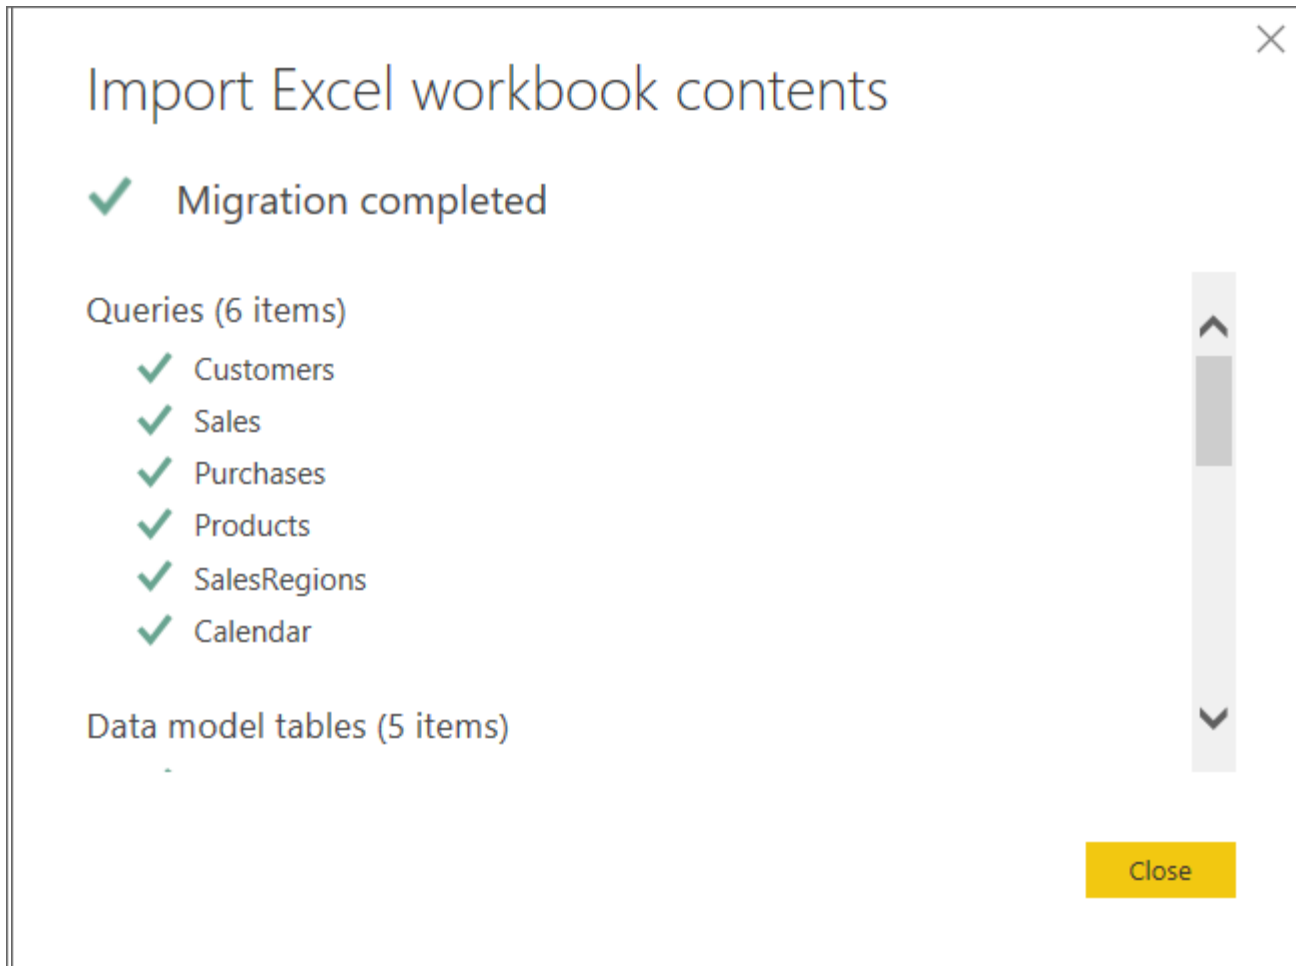 Import Excel workbook contents
Migration completed
Queries (6 items)
Customers
Sales
Purchases
Products
SalesRegions
Calendar
Data model tables (5 items)
Close